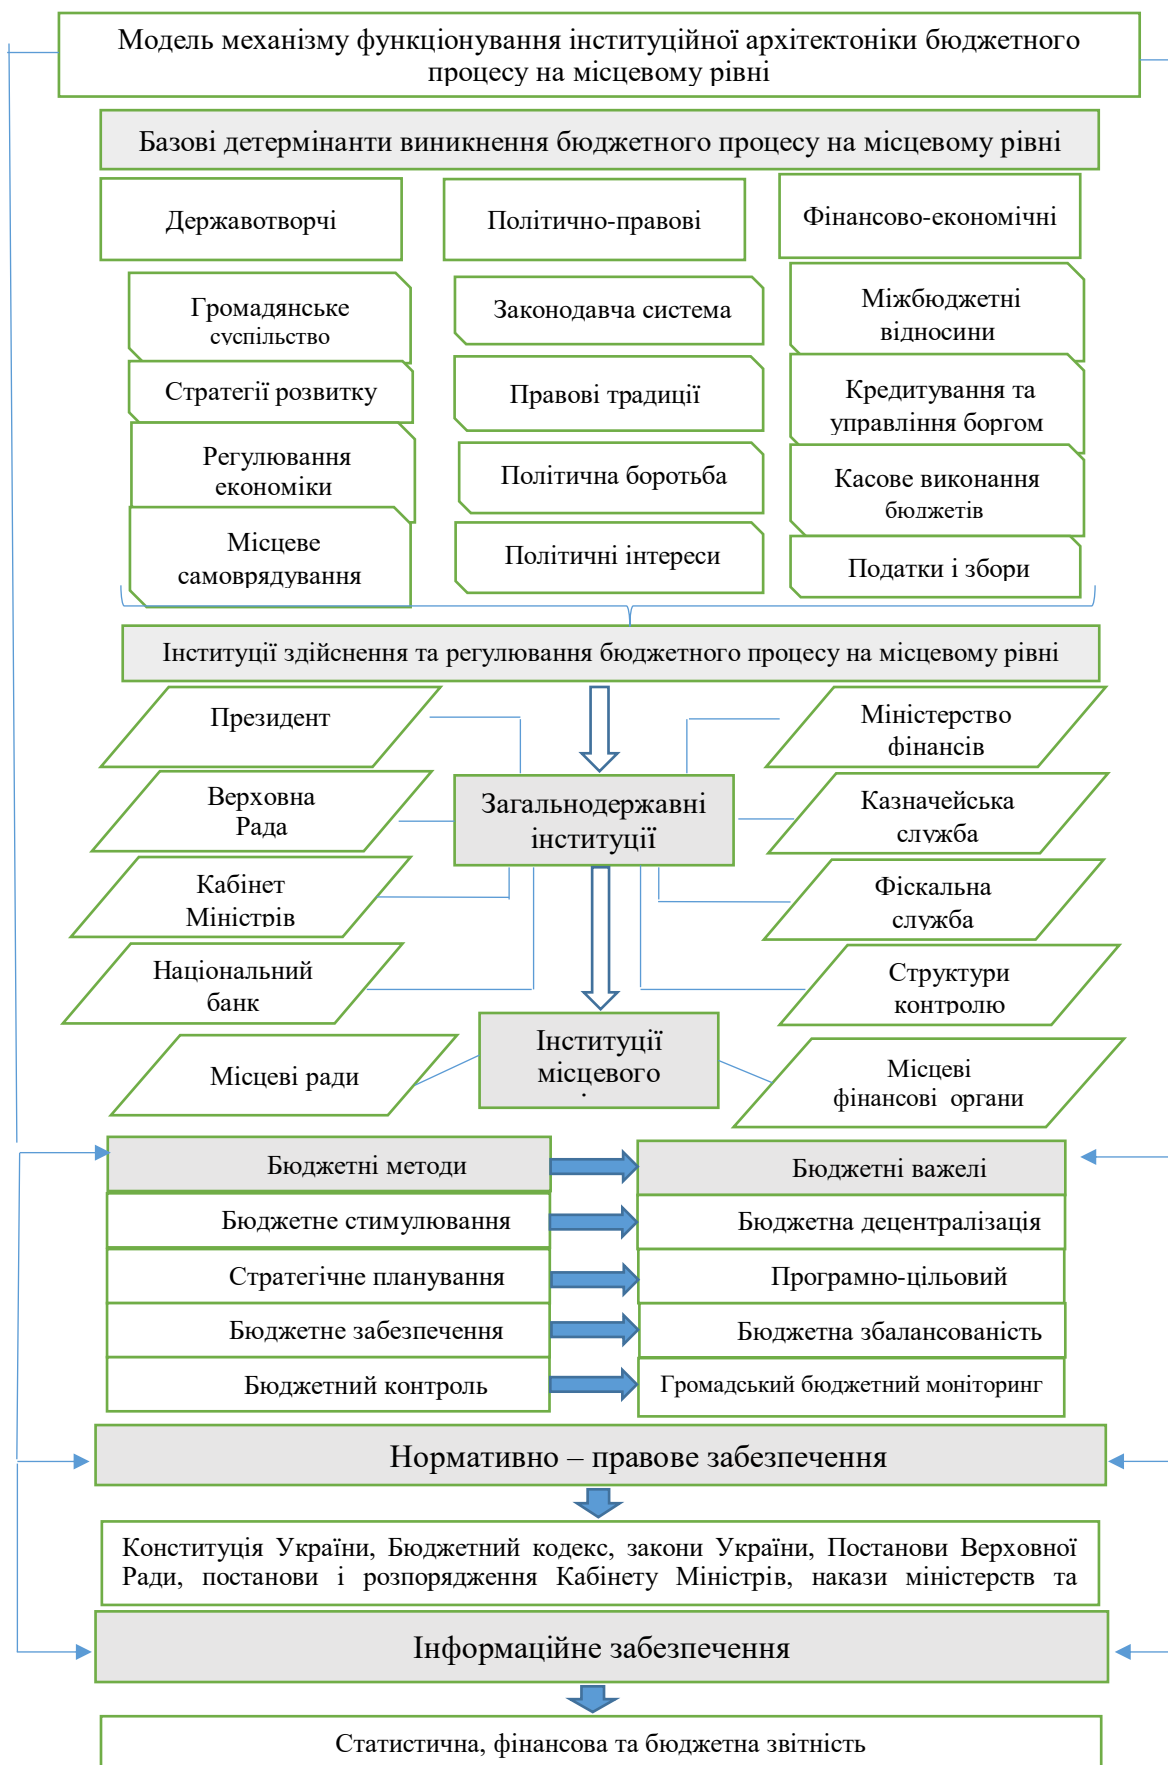 Модель механізму функціонування інституційної архітектоніки бюджетного
процесу на місцевому рівні
Базові детермінанти виникнення бюджетного процесу на місцевому рівні
Державотворчі
Політично-правові
Фінансово-економічні
Громадянське
суспільство
Законодавча система
Міжбюджетні
відносини
Стратегії розвитку
Правові традиції
Кредитування та
управління боргом
Регулювання
економіки
Політична боротьба
Касове виконання
бюджетів
Місцеве
самоврядування
Політичні інтереси
Податки і збори
Інституції здійснення та регулювання бюджетного процесу на місцевому рівні
Президент
Міністерство
фінансів
Верховна
Рада
Загальнодержавні
інституції
Казначейська
служба
Кабінет
Міністрів
Фіскальна
служба
Національний
банк
Структури
контролю
Місцеві ради
Інституції
місцевого
Місцеві
фінансові органи
Бюджетні методи
Бюджетні важелі
Бюджетне стимулювання
Бюджетна децентралізація
Стратегічне планування
Програмно-цільовий
Бюджетне забезпечення
Бюджетна збалансованість
Бюджетний контроль
Громадський бюджетний моніторинг
Нормативно – правове забезпечення
Конституція України, Бюджетний кодекс, закони України, Постанови Верховної
Ради, постанови і розпорядження Кабінету Міністрів, накази міністерств та
Інформаційне забезпечення
Статистична, фінансова та бюджетна звітність